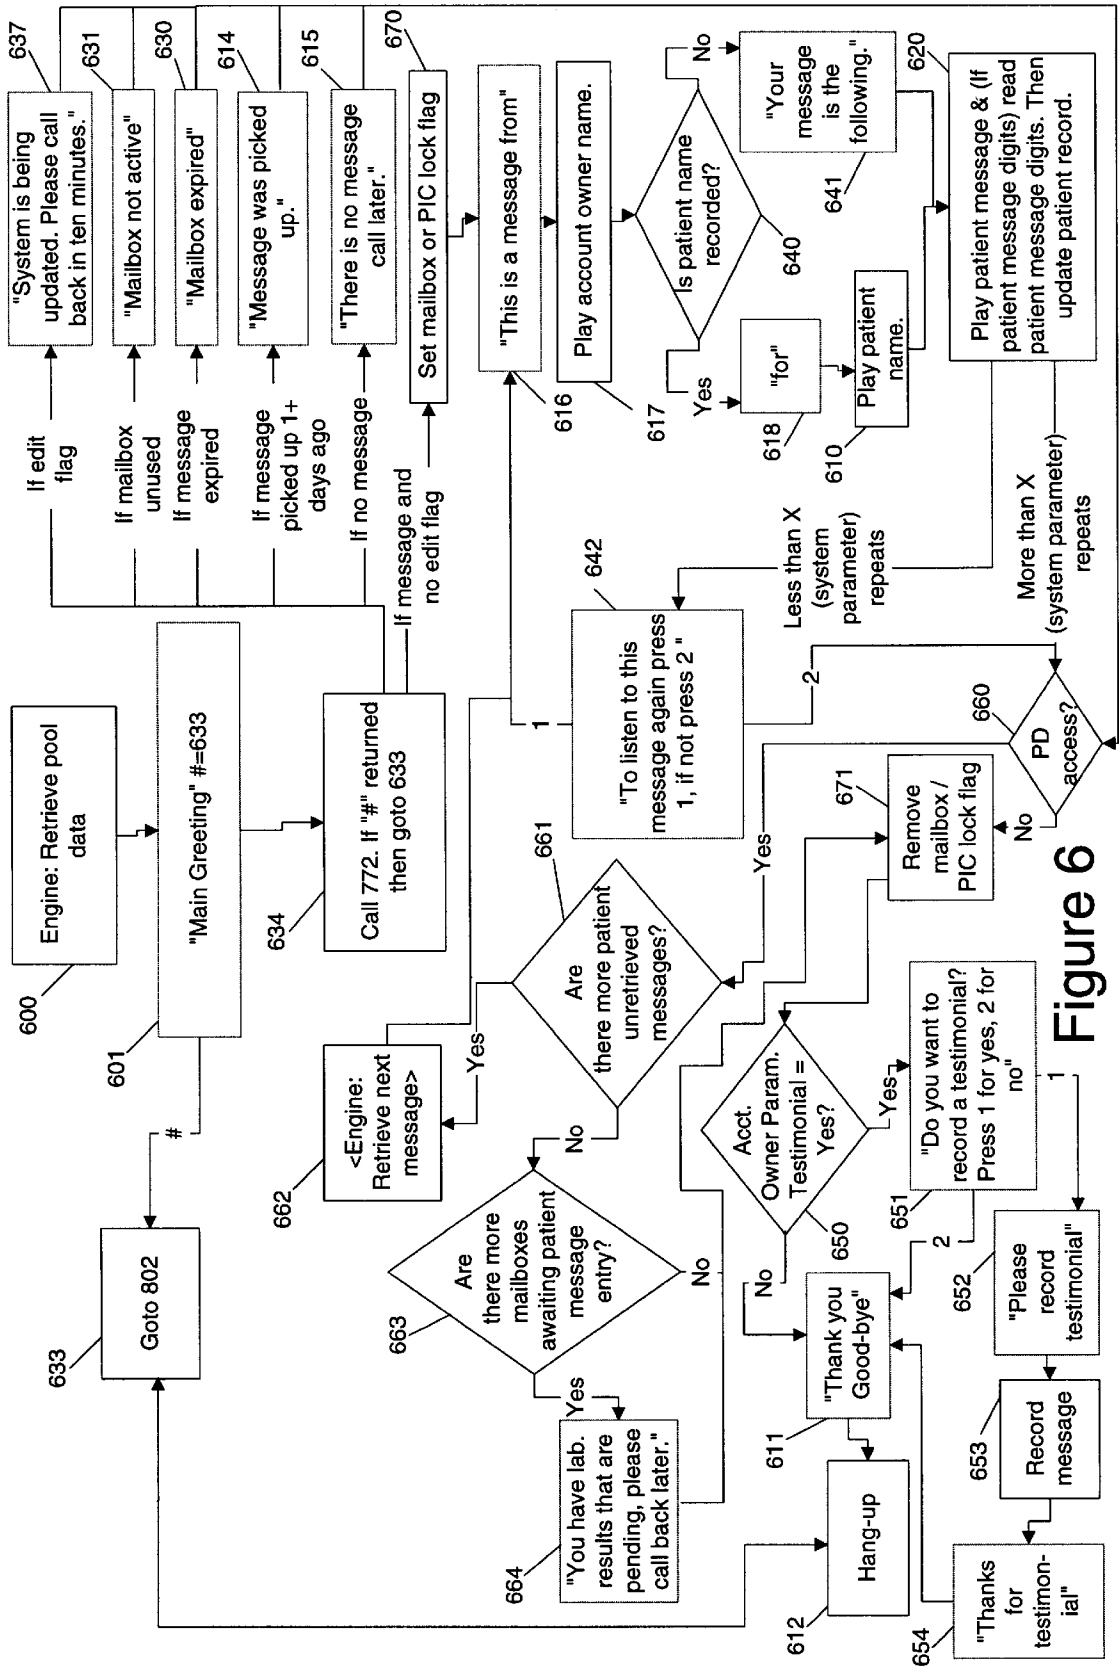 600
Engine: Retrieve pool
data
601
"Main Greeting" #=633
#
633
Goto 802
634
Call 772. If "#" returned
then goto 633
If edit
flag
"System is being
updated. Please call
back in ten minutes."
637
If mailbox
unused
"Mailbox not active"
631
If message
expired
"Mailbox expired"
630
If message
picked up 1+
days ago
"Message was picked
up."
614
If no message
"There is no message
call later."
615
If message and
no edit flag
Set mailbox or PIC lock flag
670
"This is a message from"
616
Play account owner name.
617
Is patient name
recorded?
640
Yes
No
"for"
618
Play patient
name.
610
"Your
message
is the
following."
641
Play patient message & (If
patient message digits) read
patient message digits. Then
update patient record.
620
Less than X
(system
parameter)
repeats
More than X
(system parameter)
repeats
642
"To listen to this
message again press
1, if not press 2 "
1
2
660
PD
access?
Yes
No
671
Remove
mailbox /
PIC lock flag
661
Are
there more patient
unretrieved
messages?
Yes
No
662
<Engine:
Retrieve next
message>
663
Are
there more
mailboxes
awaiting patient
message
entry?
Yes
No
664
"You have lab.
results that are
pending, please
call back later."
Acct.
Owner Param.
Testimonial =
Yes?
650
No
Yes
651
"Do you want to
record a testimonial?
Press 1 for yes, 2 for
no"
1
2
611
"Thank you
Good-bye"
612
Hang-up
652
"Please
record
testimonial"
653
Record
message
654
"Thanks
for
testimon-
ial"
Figure 6